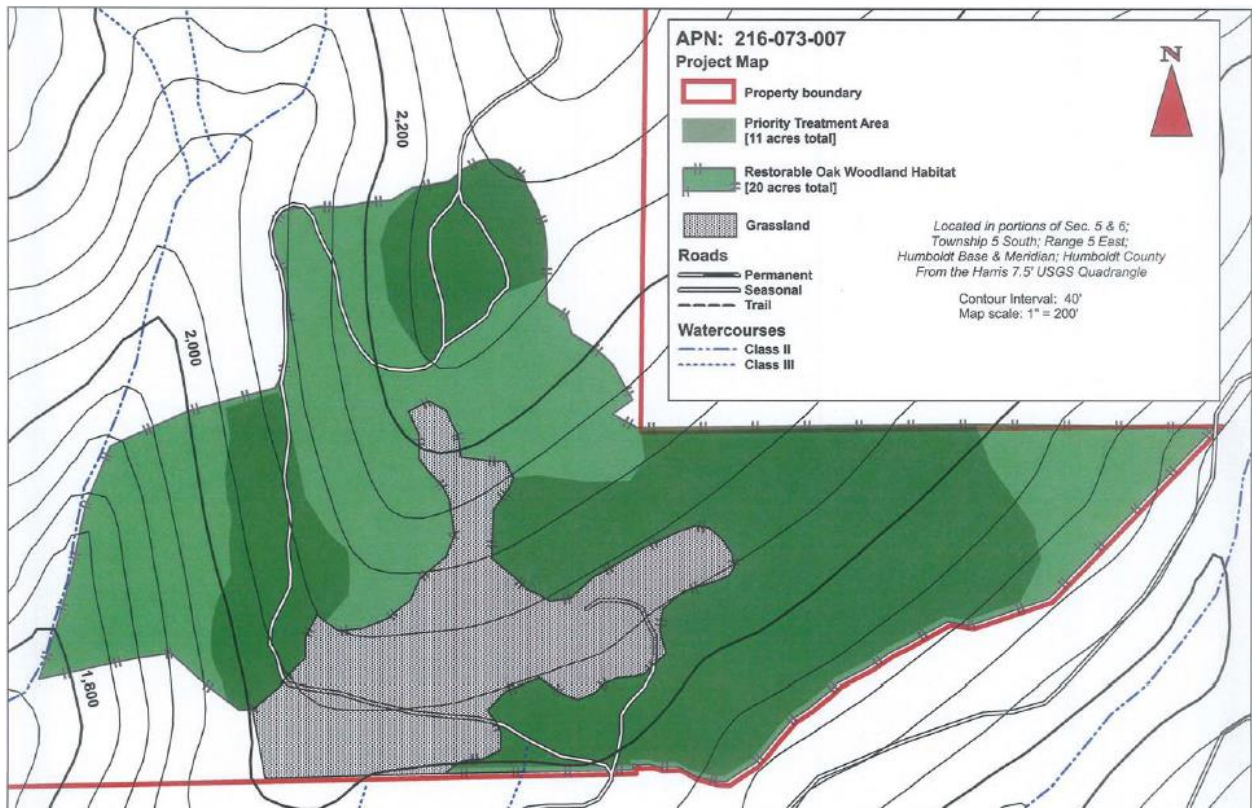 APN: 216-073-007
Project Map
N
Property boundary
Priority Treatment Area
[11 acres total]
Restorable Oak Woodland Habitat
[20 acres total]
Grassland
Located in portions of Sec. 5 & 6;
Township 5 South; Range 5 East;
Humboldt Base & Meridian; Humboldt County
From the Harris 7.5' USGS Quadrangle
Contour Interval: 40'
Map scale: 1" = 200'
Roads
Permanent
Seasonal
Trail
Watercourses
Class II
Class III
2,200
2,000
1,800